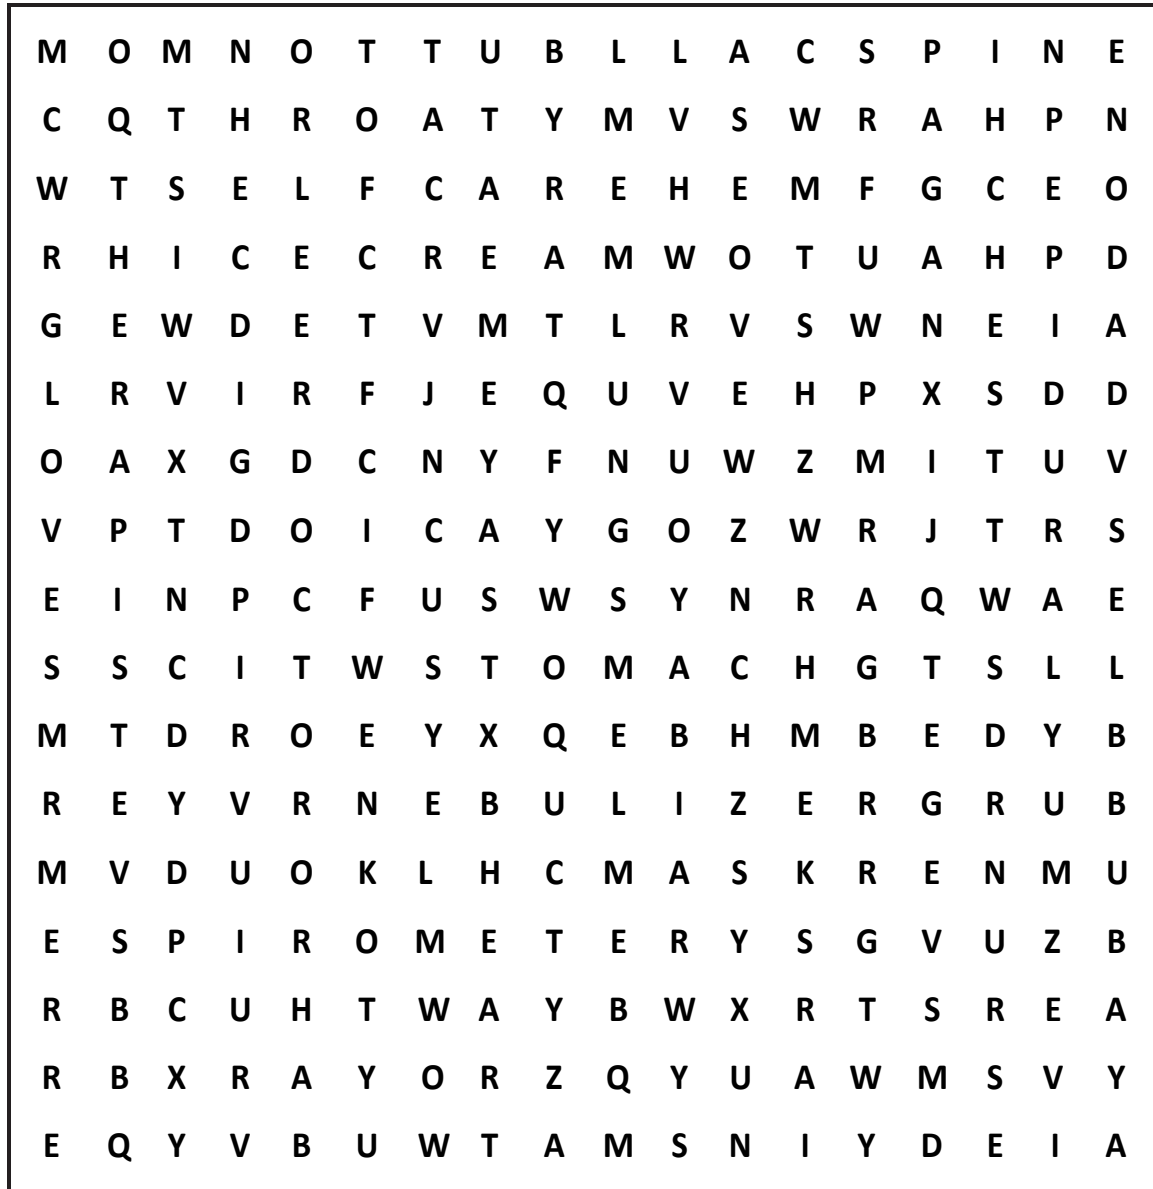 M O M N O T T U B L L A C S P I N E
C Q T H R O A T Y M V S W R A H P N
W T S E L F C A R E H E M F G C E O
R H I C E C R E A M W O T U A H P D
G E W D E T V M T L R V S W N E I A
L R V I R F J E Q U V E H P X S D D
O A X G D C N Y F N U W Z M I T U V
V P T D O I C A Y G O Z W R J T R S
E I N P C F U S W S Y N R A Q W A E
S S C I T W S T O M A C H G T S L L
M T D R O E Y X Q E B H M B E D Y B
R E Y V R N E B U L I Z E R G R U B
M V D U O K L H C M A S K R E N M U
E S P I R O M E T E R Y S G V U Z B
R B C U H T W A Y B W X R T S R E A
R B X R A Y O R Z Q Y U A W M S V Y
E Q Y V B U W T A M S N I Y D E I A